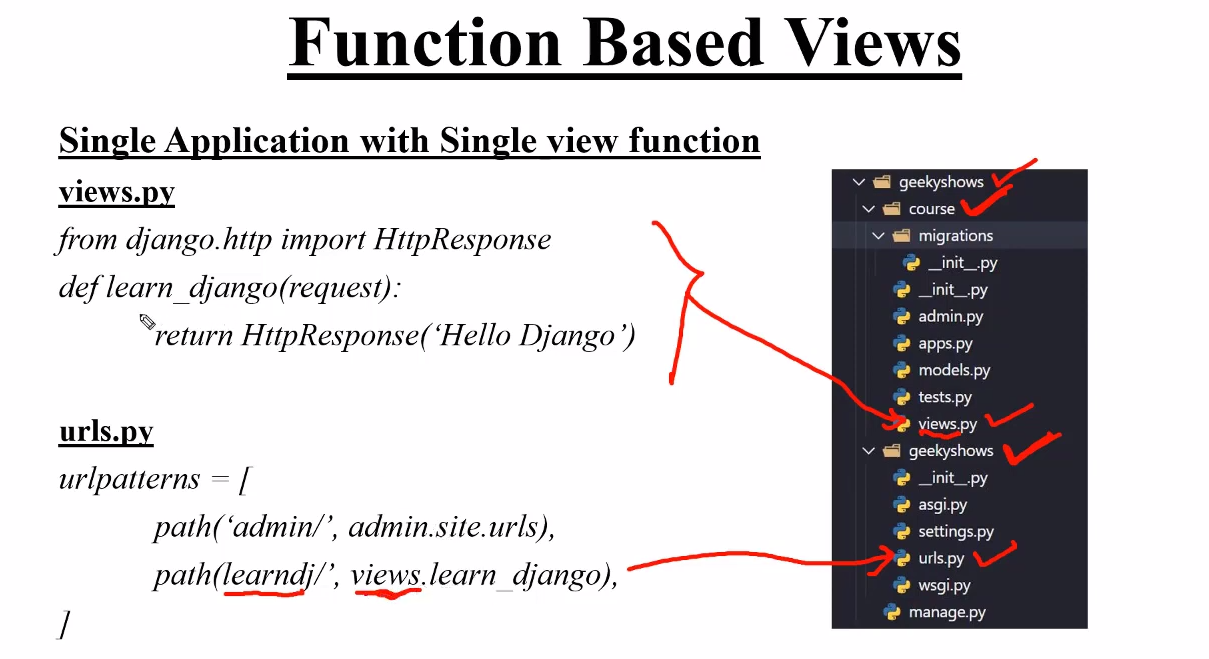 Function Based Views
Single Application with Single view function
views.py
from django.http import HttpResponse
def learn_django(request):
return HttpResponse(‘Hello Django’)
urls.py
urlpatterns = [
path(‘admin/’, admin.site.urls),
path(learndj/’, views.learn_django),
]
geekyshows
course
migrations
__init__.py
__init__.py
admin.py
apps.py
models.py
tests.py
views.py
geekyshows
__init__.py
asgi.py
settings.py
urls.py
wsgi.py
manage.py